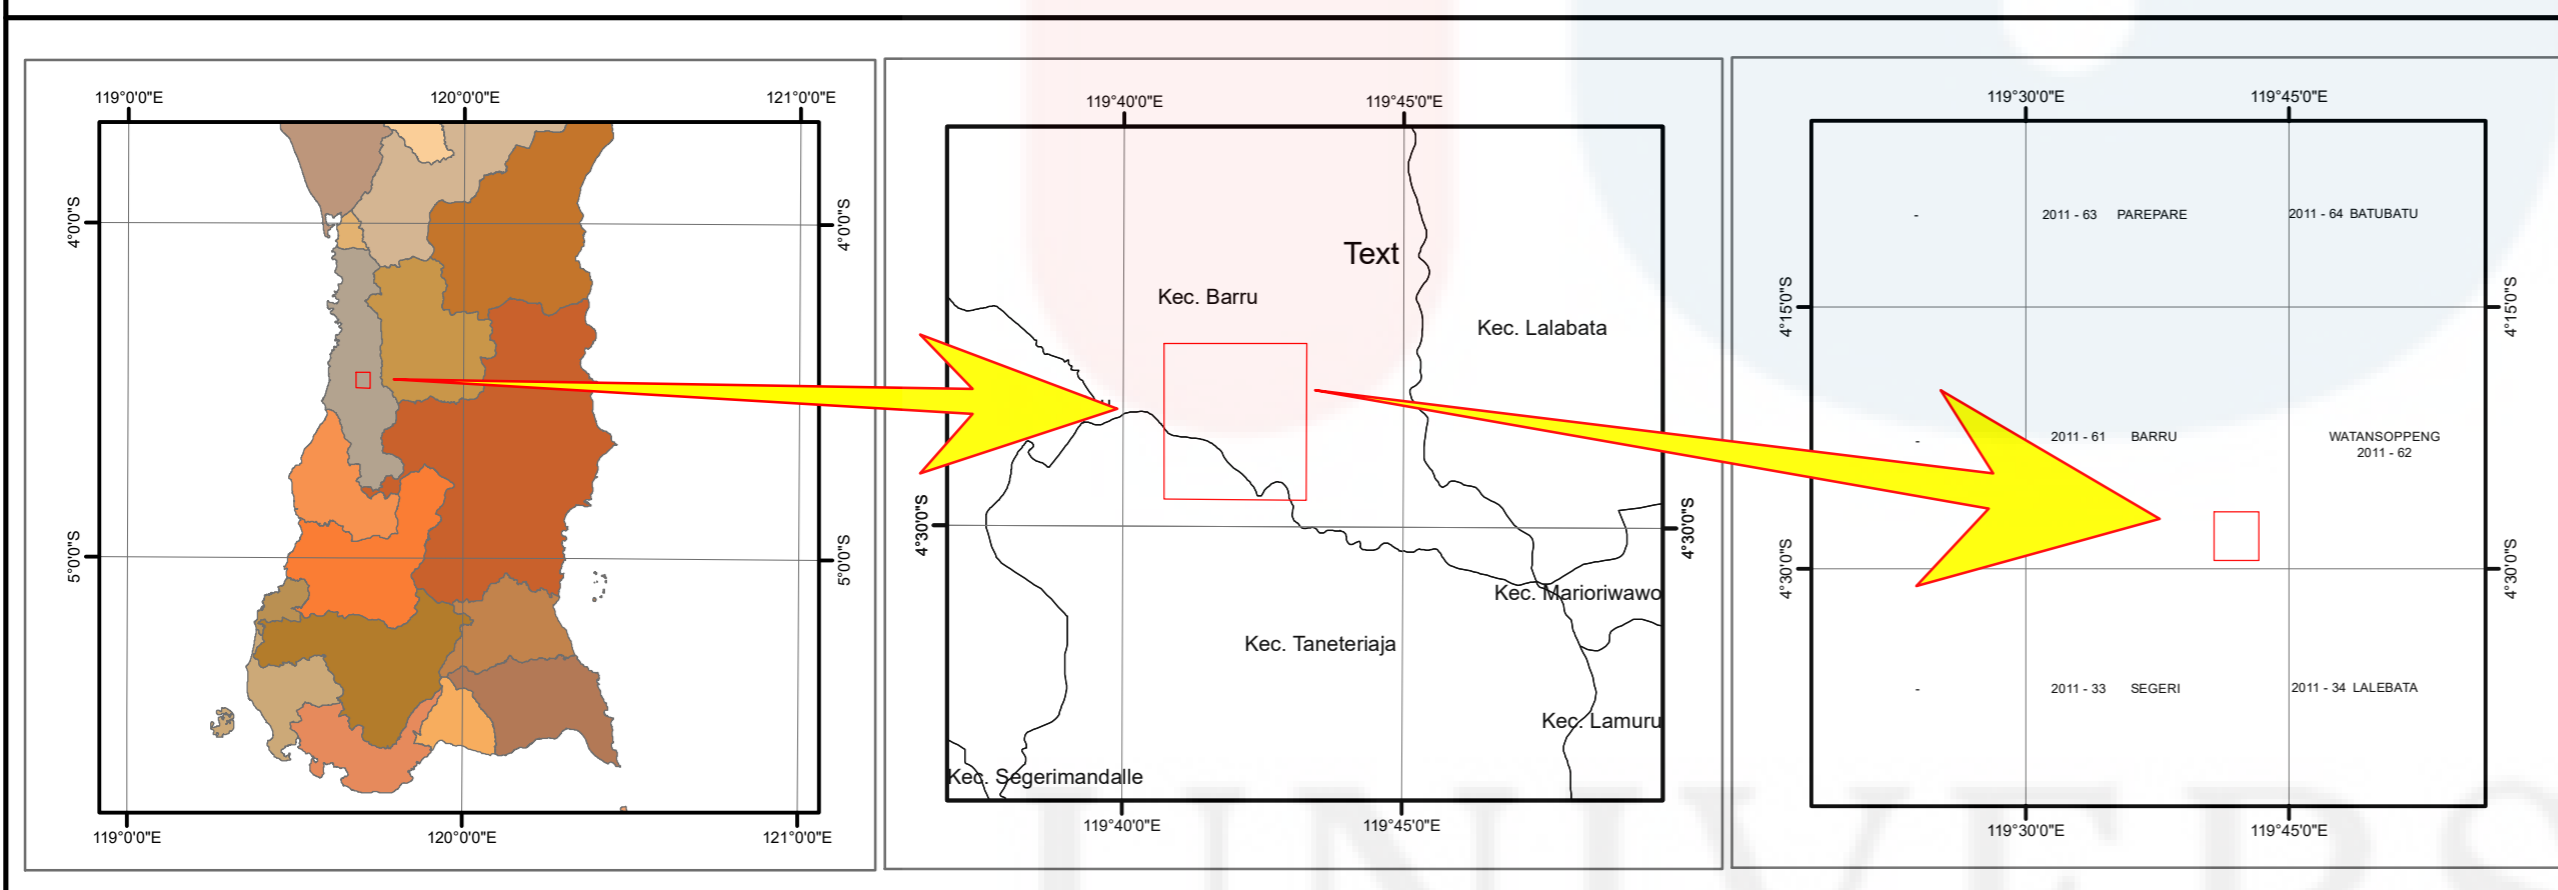 119°0'0"E 120°0'0"E 121°0'0"E
4°0'0"S
4°0'0"S
5°0'0"S
5°0'0"S
119°0'0"E 120°0'0"E 121°0'0"E
119°40'0"E 119°45'0"E
Text
Kec. Barru
Kec. Lalabata
4°30'0"S
4°30'0"S
Kec. Marioriwawo
Kec. Taneteriaja
Kec. Lamuru
Kec. Segerimandalle
119°40'0"E 119°45'0"E
119°30'0"E 119°45'0"E
- 2011 - 63 PAREPARE 2011 - 64 BATUBATU
4°15'0"S
4°15'0"S
- 2011 - 61 BARRU WATANSOPPENG
2011 - 62
4°30'0"S
4°30'0"S
- 2011 - 33 SEGERI 2011 - 34 LALEBATA
119°30'0"E 119°45'0"E